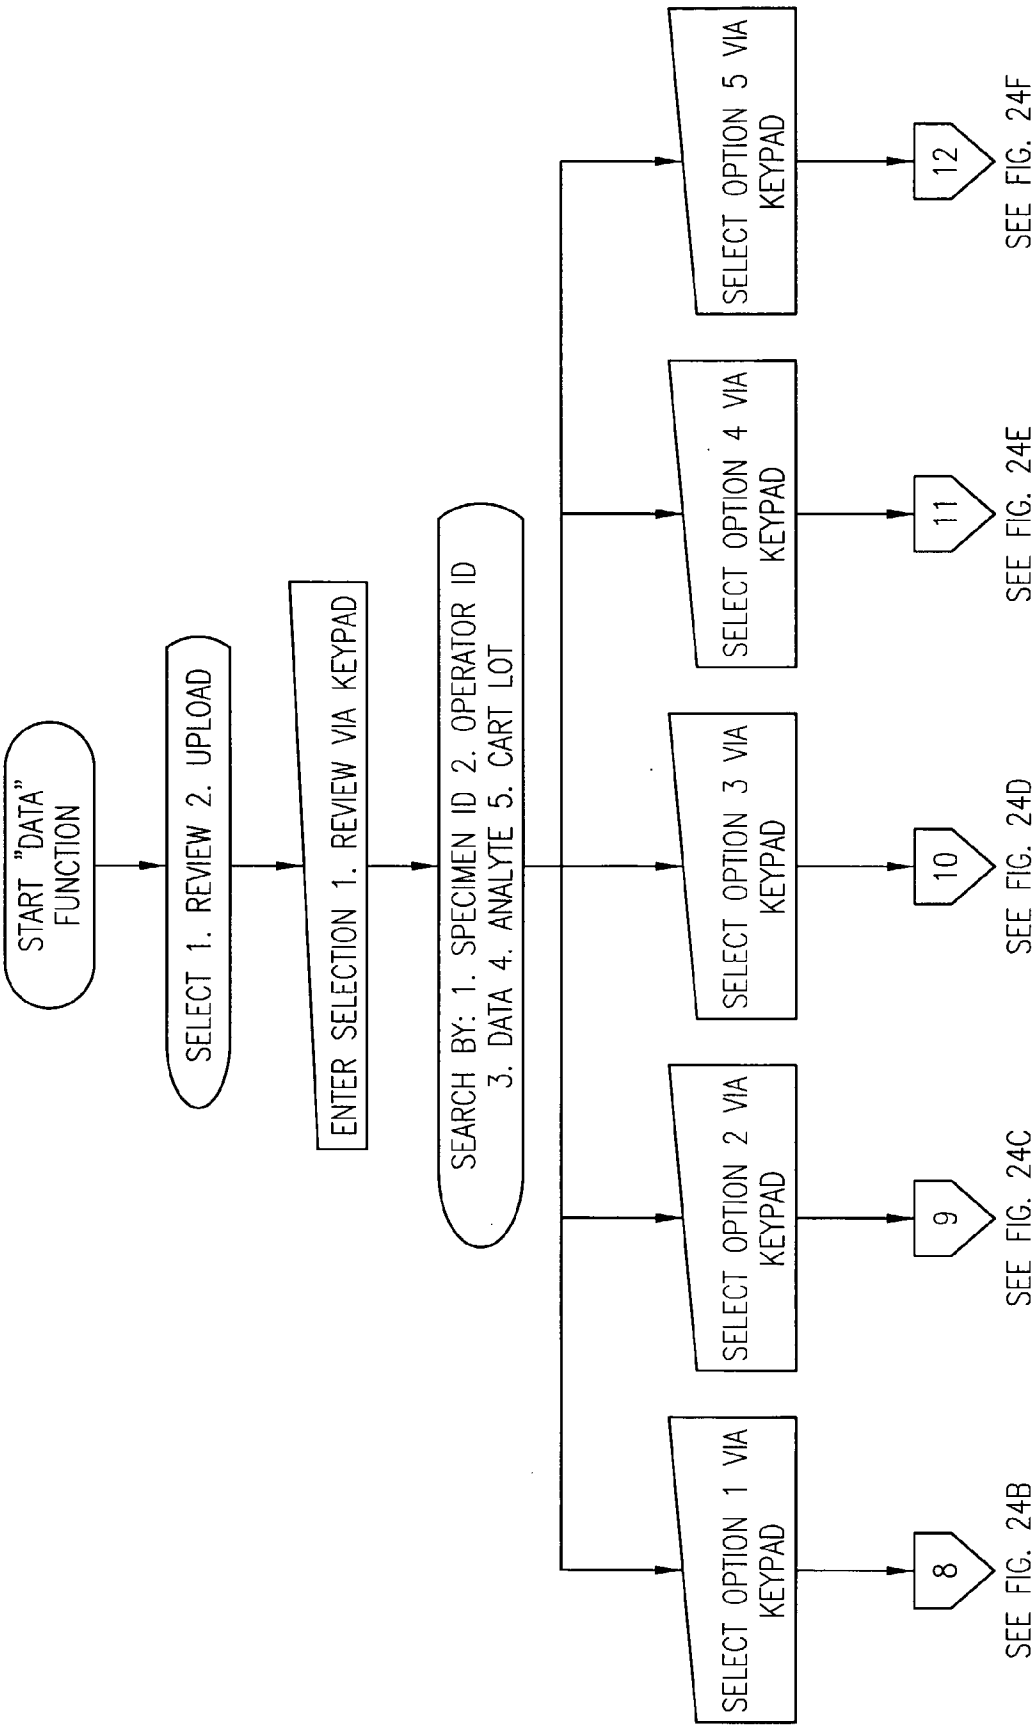 START "DATA"
FUNCTION
SELECT 1. REVIEW 2. UPLOAD
ENTER SELECTION 1. REVIEW VIA KEYPAD
SEARCH BY: 1. SPECIMEN ID 2. OPERATOR ID
3. DATA 4. ANALYTE 5. CART LOT
SELECT OPTION 1 VIA
KEYPAD
8
SEE FIG. 24B
SELECT OPTION 2 VIA
KEYPAD
9
SEE FIG. 24C
SELECT OPTION 3 VIA
KEYPAD
10
SEE FIG. 24D
SELECT OPTION 4 VIA
KEYPAD
11
SEE FIG. 24E
SELECT OPTION 5 VIA
KEYPAD
12
SEE FIG. 24F